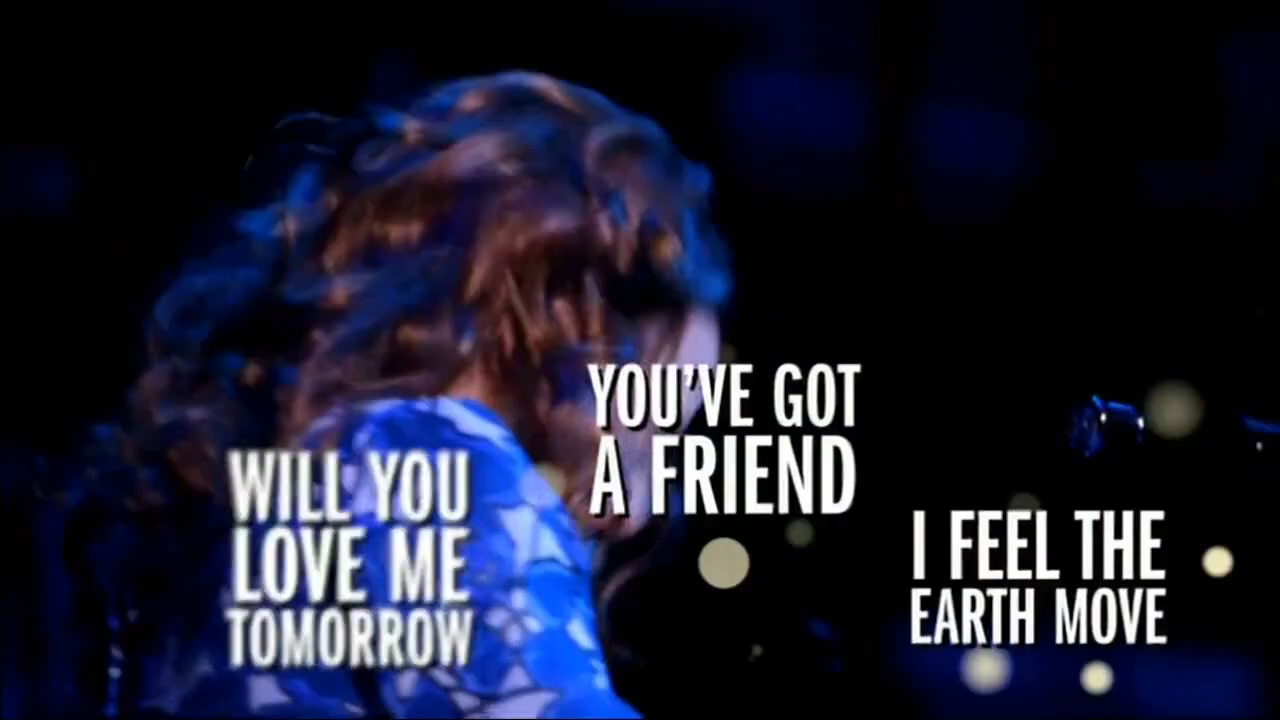 YOU'VE GOT
A FRIEND
WILL YOU
LOVE ME
TOMORROW
I FEEL THE
EARTH MOVE